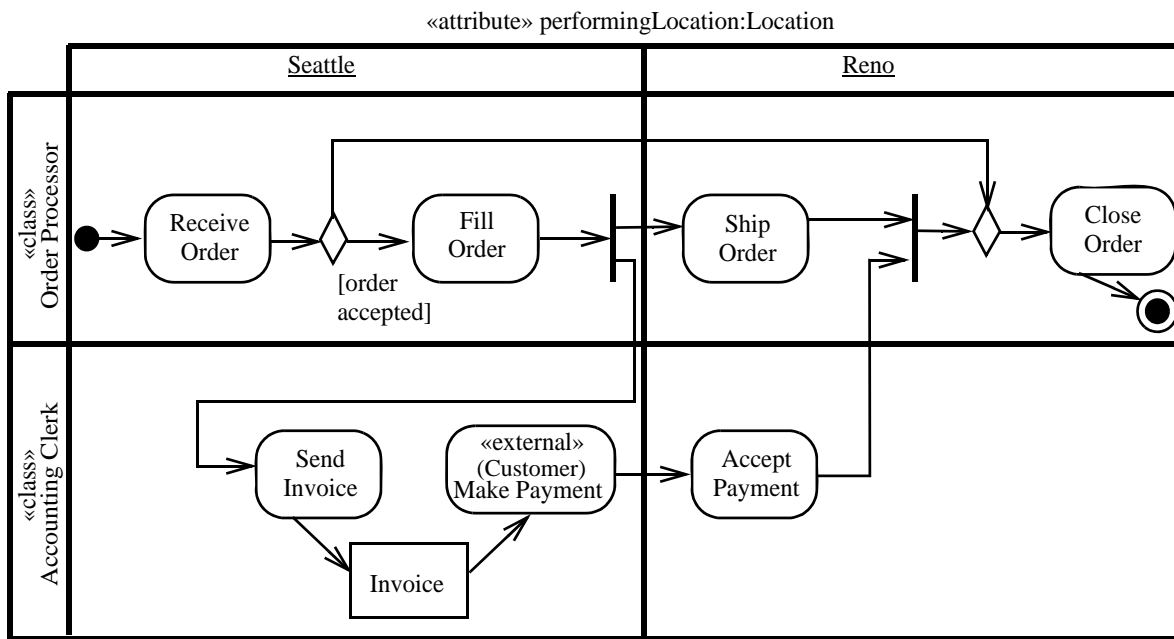 «attribute» performingLocation:Location
Seattle
Reno
«class»
Order Processor
Receive
Order
[order
accepted]
Fill
Order
Ship
Order
Close
Order
«class»
Accounting Clerk
Send
Invoice
Invoice
«external»
(Customer)
Make Payment
Accept
Payment